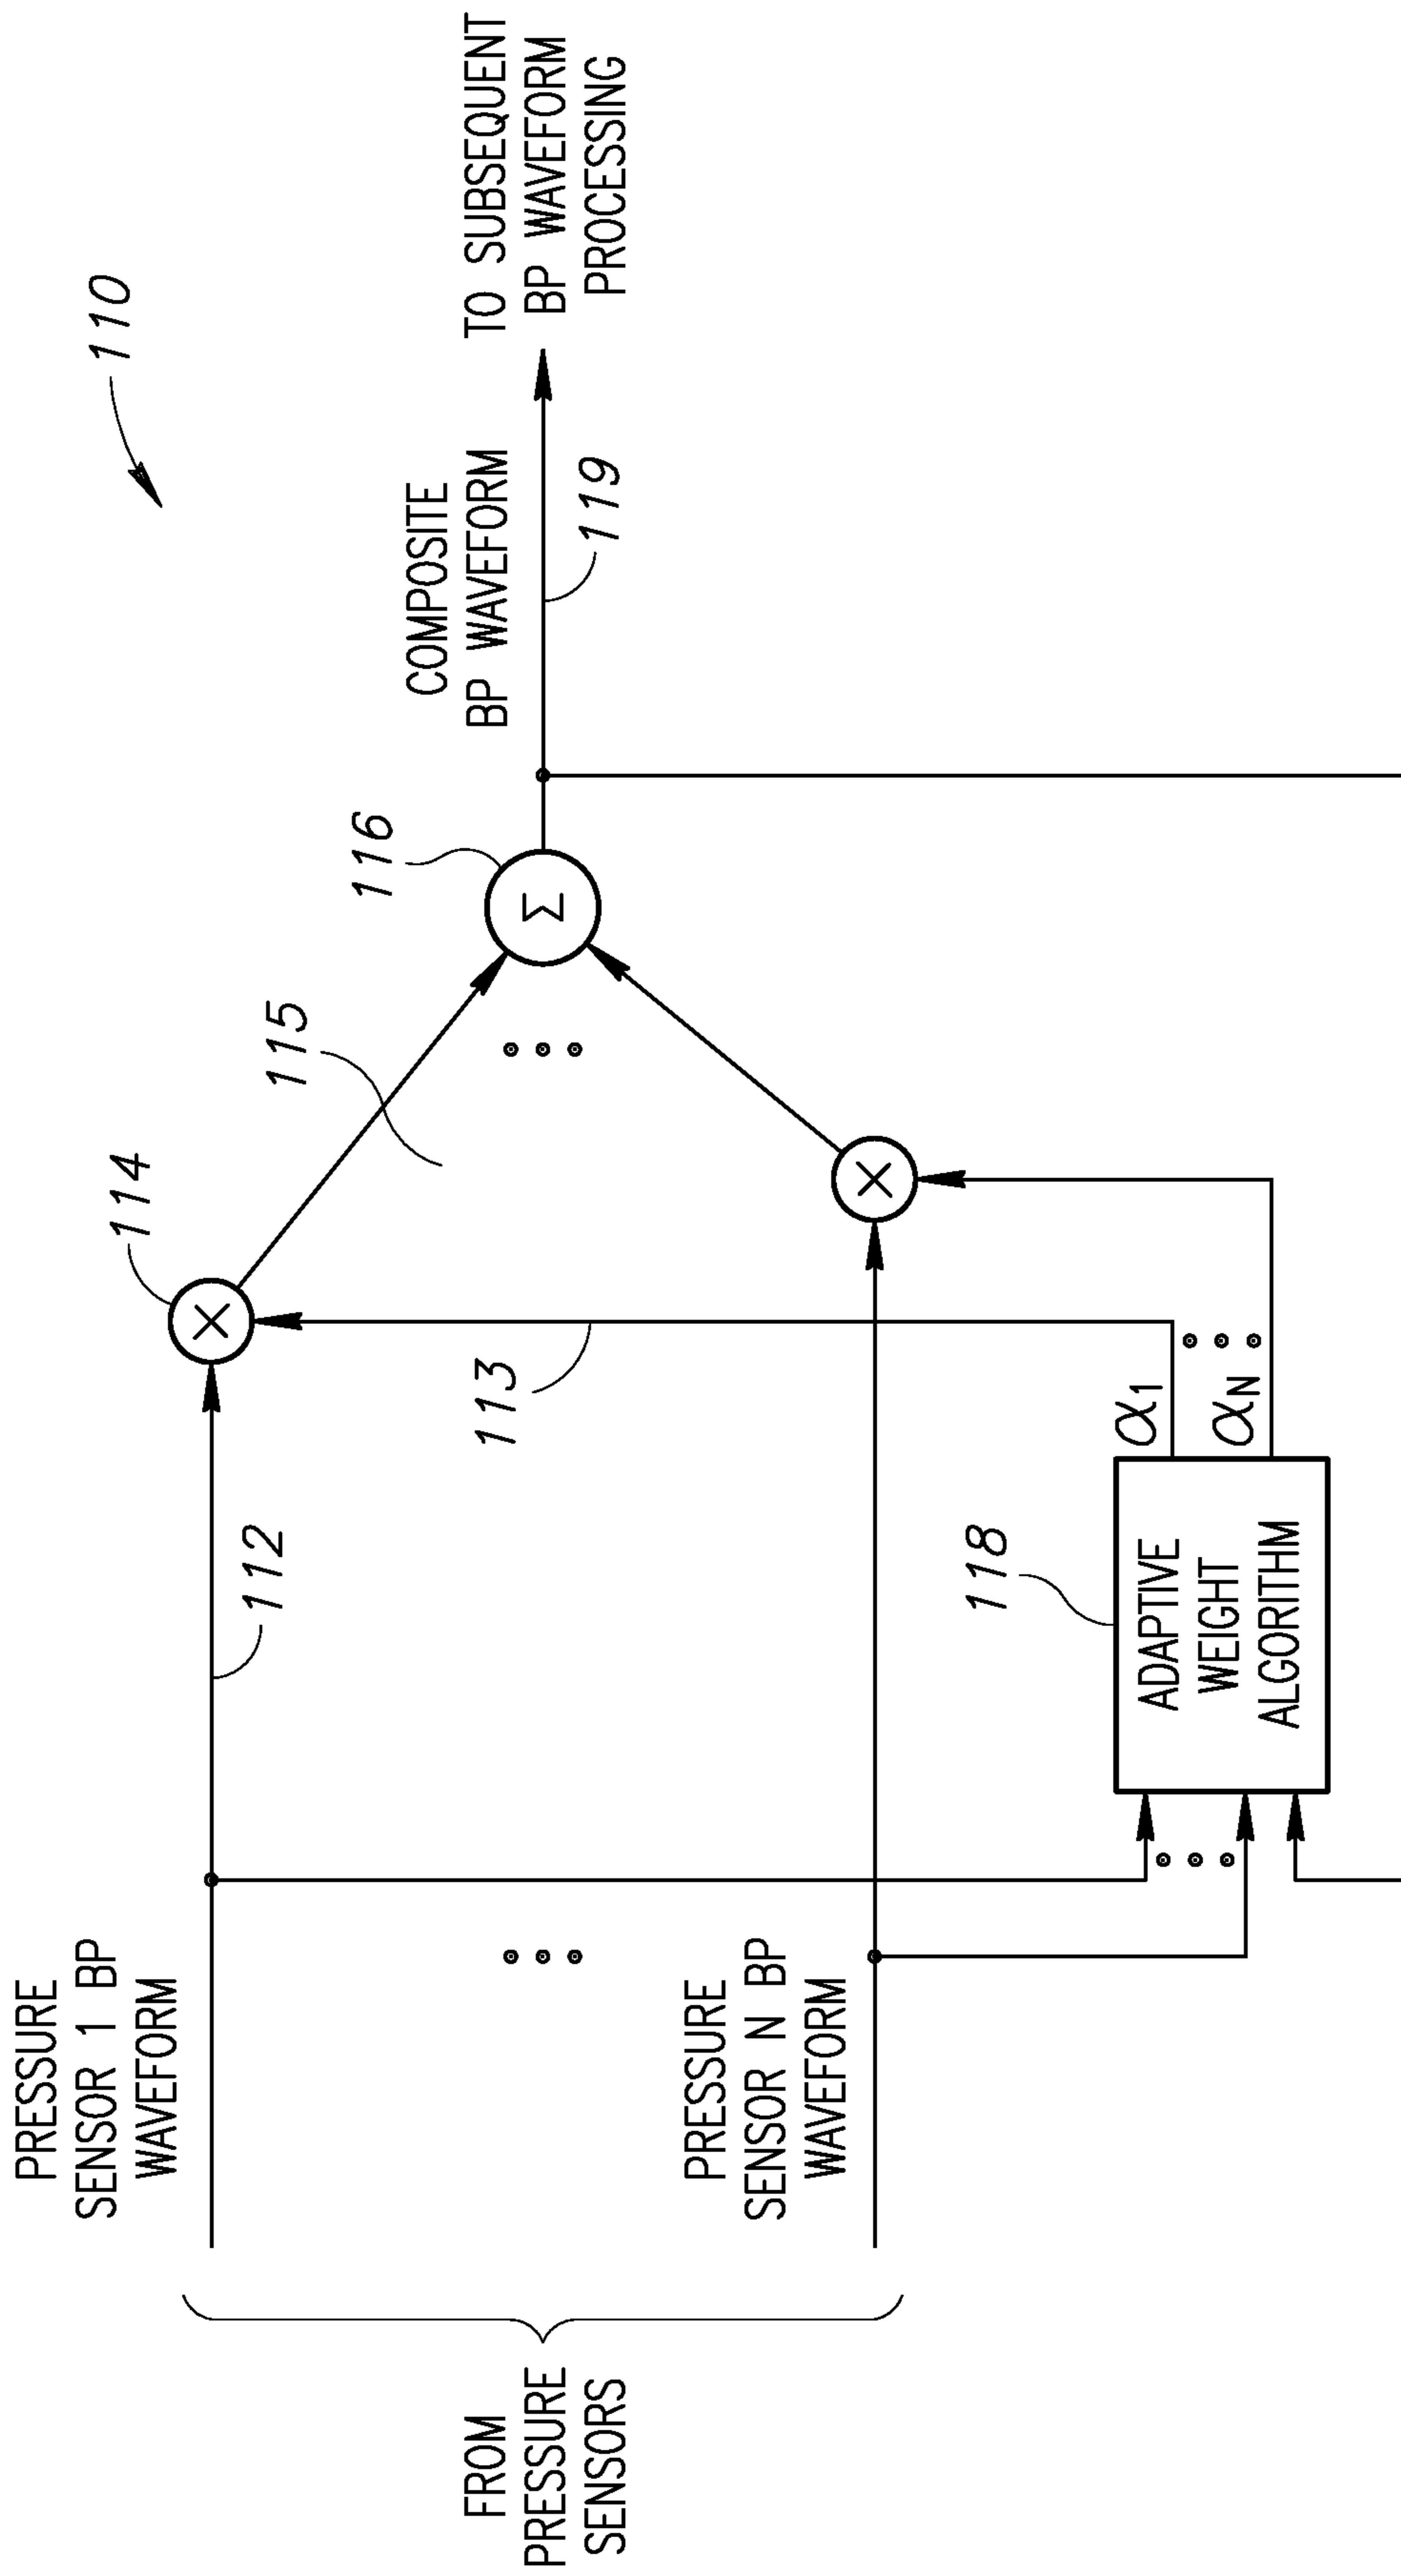 110
PRESSURE
SENSOR 1 BP
WAVEFORM
112
114
115
116
COMPOSITE
BP WAVEFORM
119
TO SUBSEQUENT
BP WAVEFORM
PROCESSING
FROM
PRESSURE
SENSORS
113
Σ
PRESSURE
SENSOR N BP
WAVEFORM
118
ADAPTIVE
WEIGHT
ALGORITHM
α1
αN